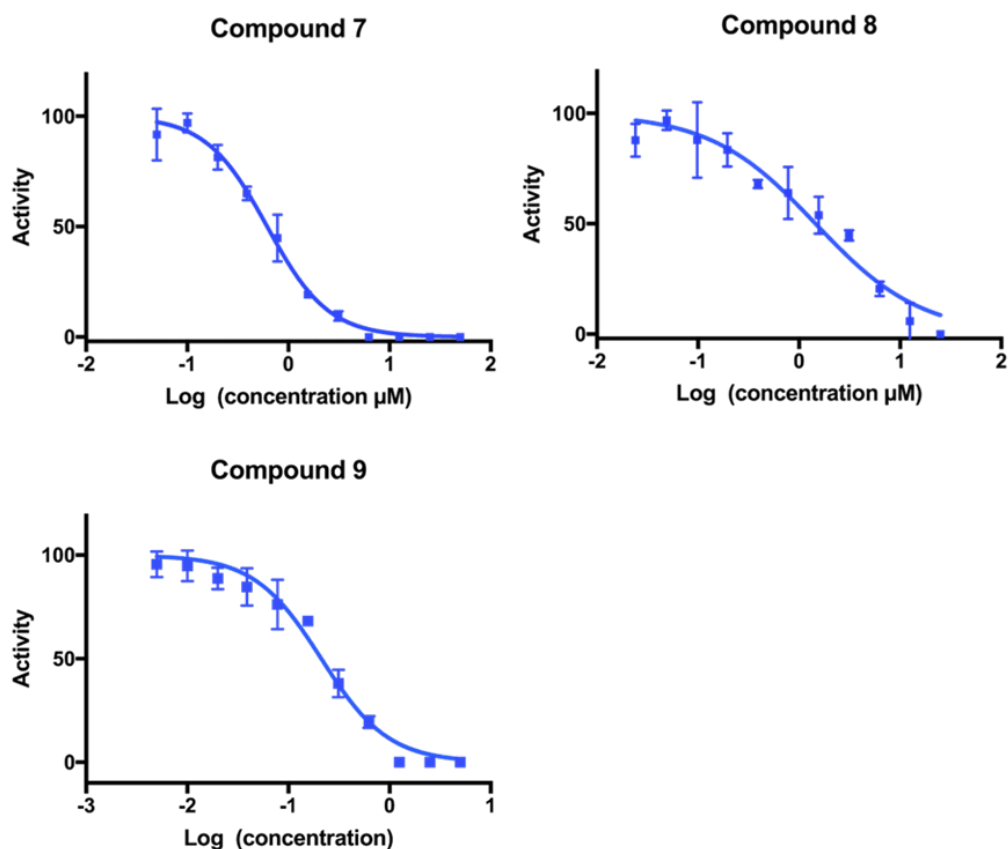 Compound 7
100
50
0
Activity
-2
-1
0
1
2
Log (concentration µM)
Compound 8
100
50
0
Activity
-2
-1
0
1
2
Log (concentration µM)
Compound 9
100
50
0
Activity
-3
-2
-1
0
1
Log (concentration)